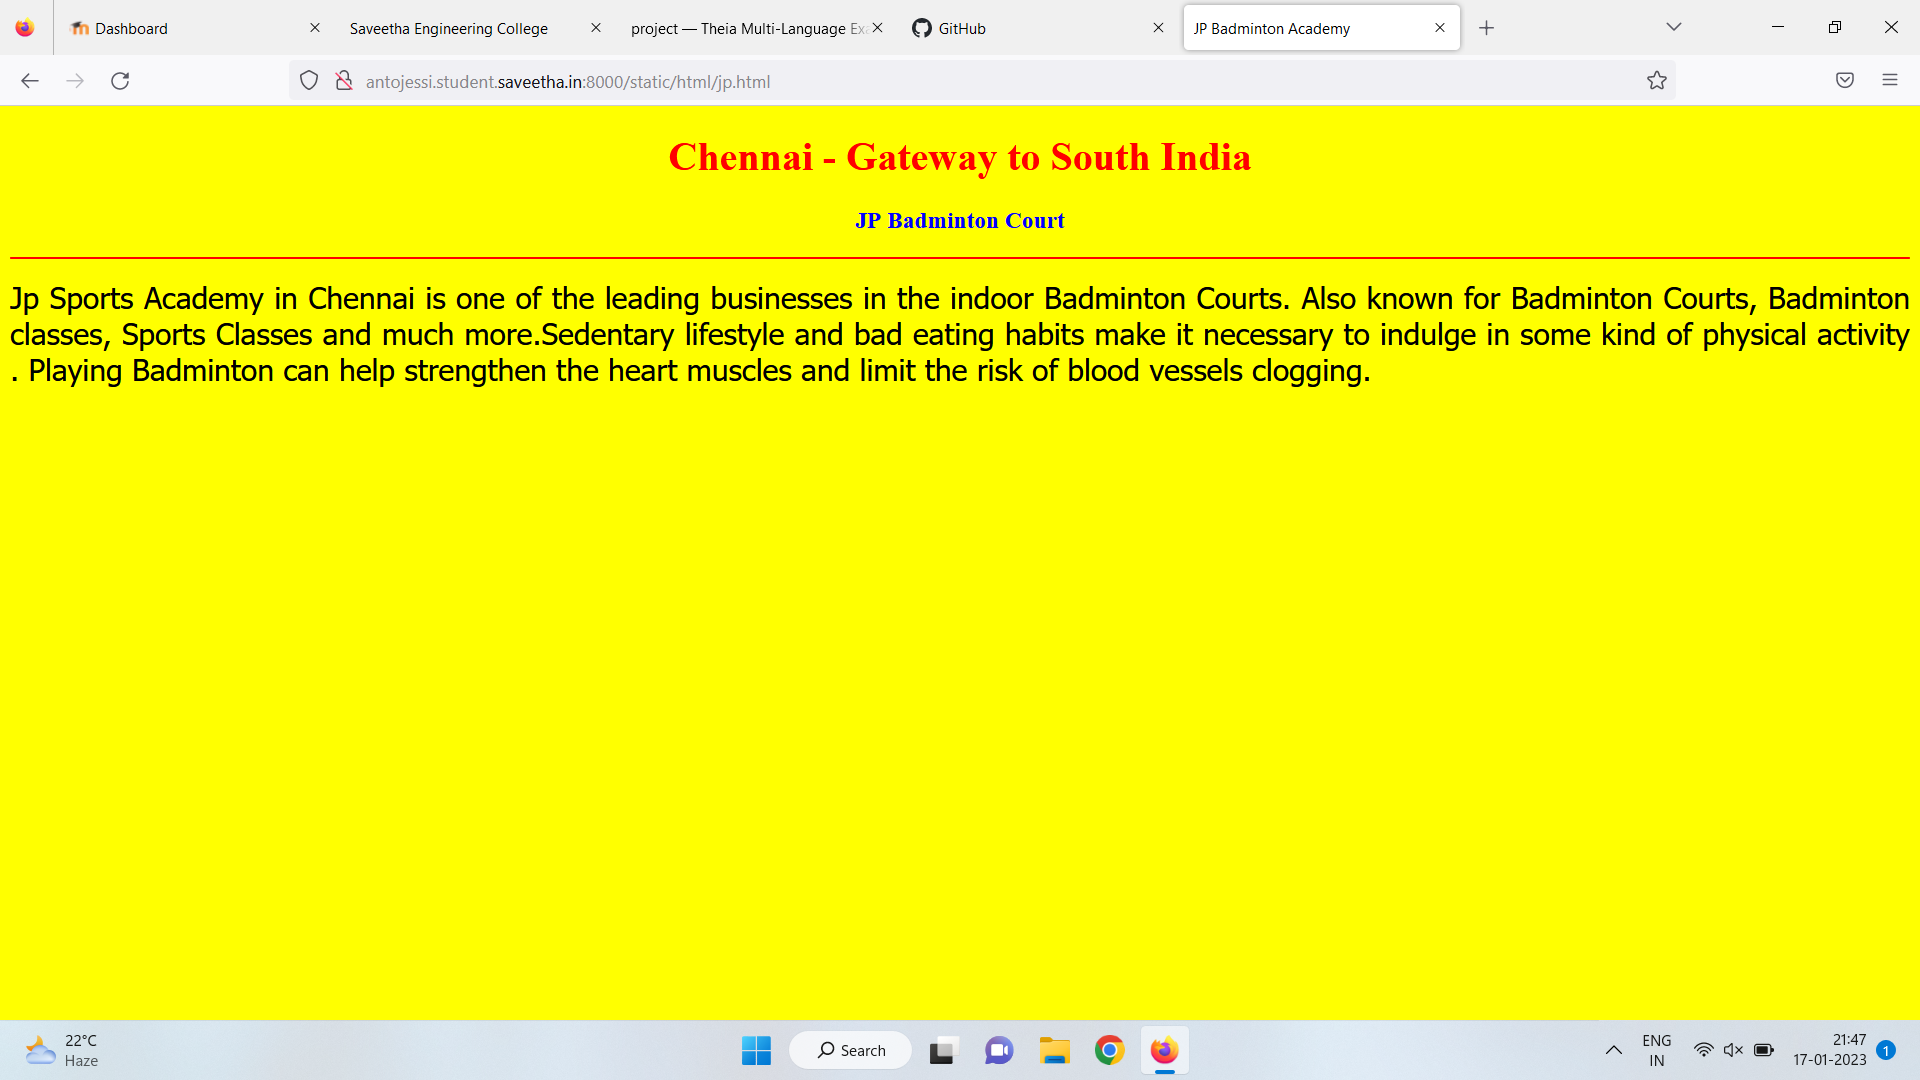 Dashboard
Saveetha Engineering College
project — Theia Multi-Language Ex
GitHub
JP Badminton Academy
antojessi.student.saveetha.in:8000/static/html/jp.html
Chennai - Gateway to South India
JP Badminton Court
Jp Sports Academy in Chennai is one of the leading businesses in the indoor Badminton Courts. Also known for Badminton Courts, Badminton
classes, Sports Classes and much more.Sedentary lifestyle and bad eating habits make it necessary to indulge in some kind of physical activity
. Playing Badminton can help strengthen the heart muscles and limit the risk of blood vessels clogging.
22°C
Haze
Search
ENG
IN
21:47
17-01-2023
1